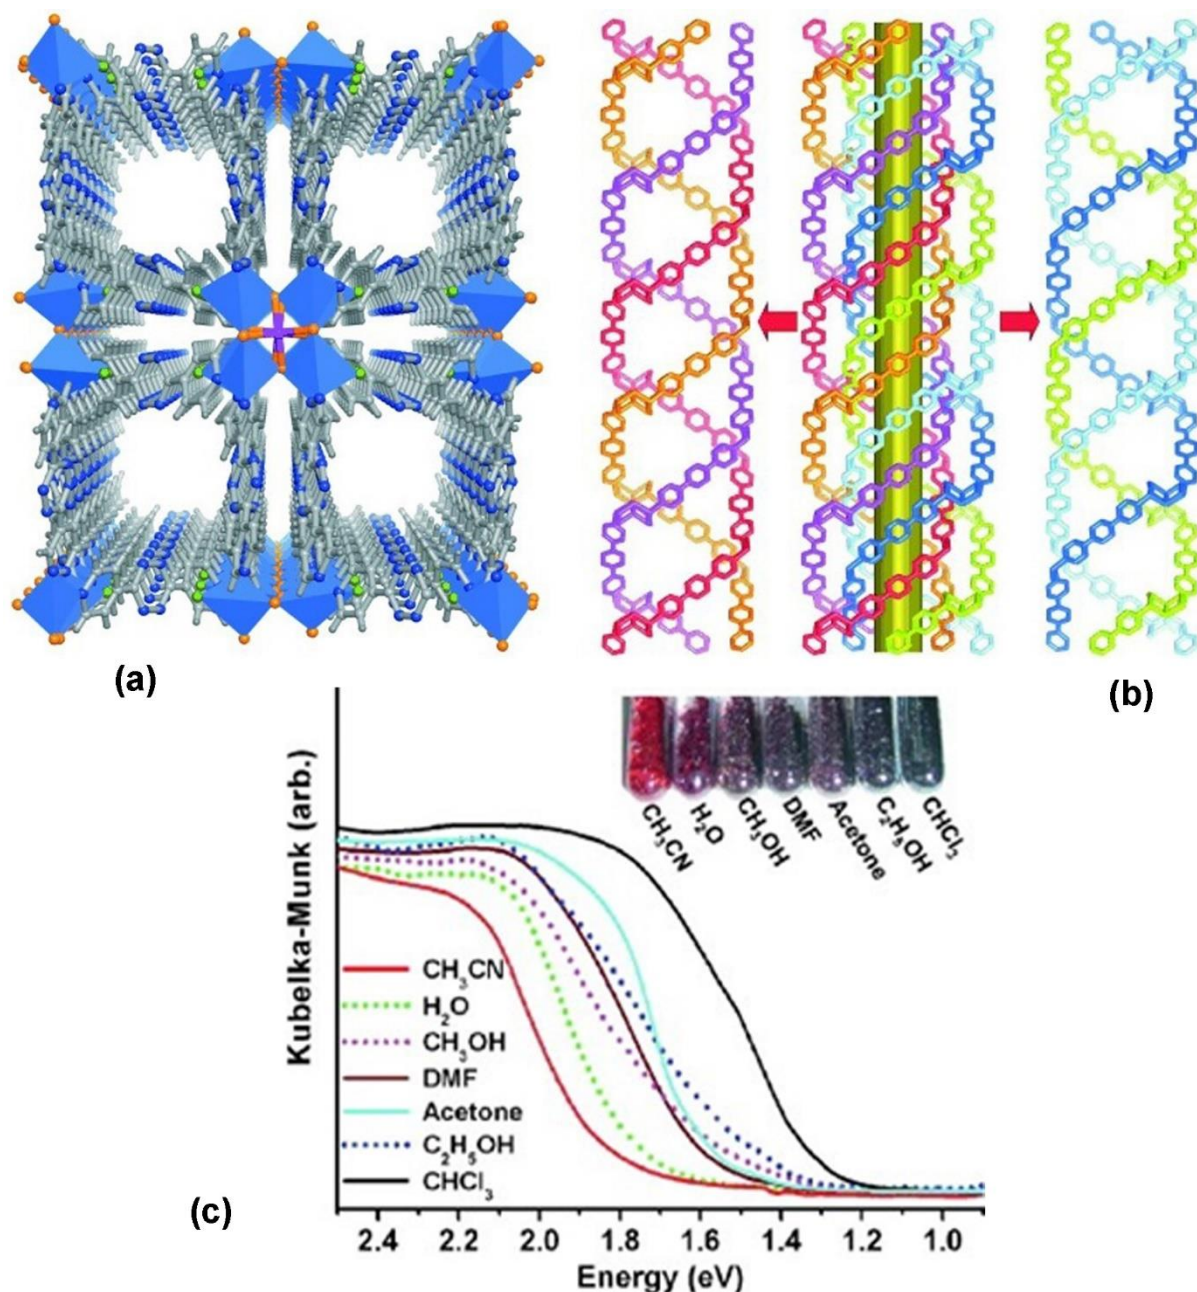 (a)
(b)
CH₃CN
H₂O
CH₃OH
DMF
Acetone
C₂H₅OH
CHCl₃
Kubelka-Munk (arb.)
CH₃CN
H₂O
CH₃OH
DMF
Acetone
C₂H₅OH
CHCl₃
(c)
2.4 2.2 2.0 1.8 1.6 1.4 1.2 1.0
Energy (eV)